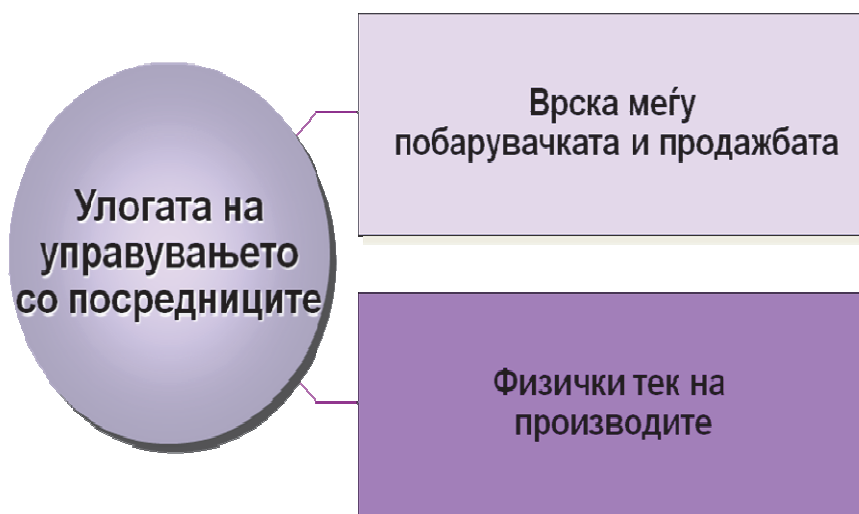 Улогата на
управувањето
со посредниците
Врска меѓу
побарувачката и продажбата
Физички тек на
производите